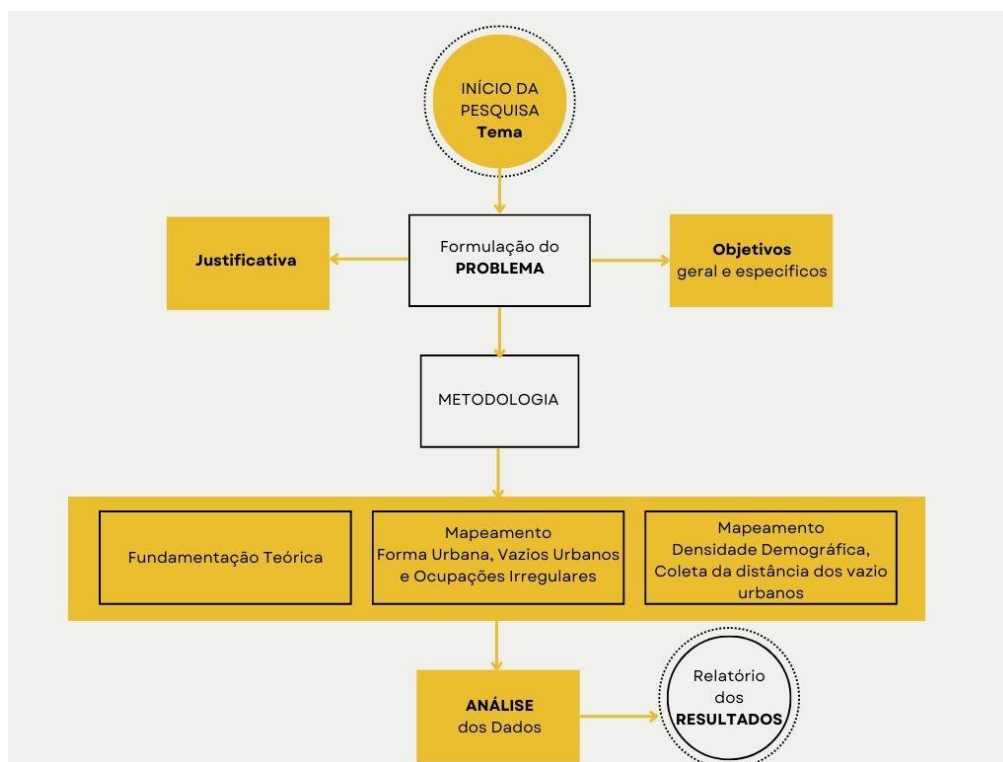 INÍCIO DA
PESQUISA
Tema
Justificativa
Formulação do
PROBLEMA
Objetivos
geral e específicos
METODOLOGIA
Fundamentação Teórica
Mapeamento
Forma Urbana, Vazios Urbanos
e Ocupações Irregulares
Mapeamento
Densidade Demográfica,
Coleta da distância dos vazio
urbanos
ANÁLISE
dos Dados
Relatório
dos
RESULTADOS